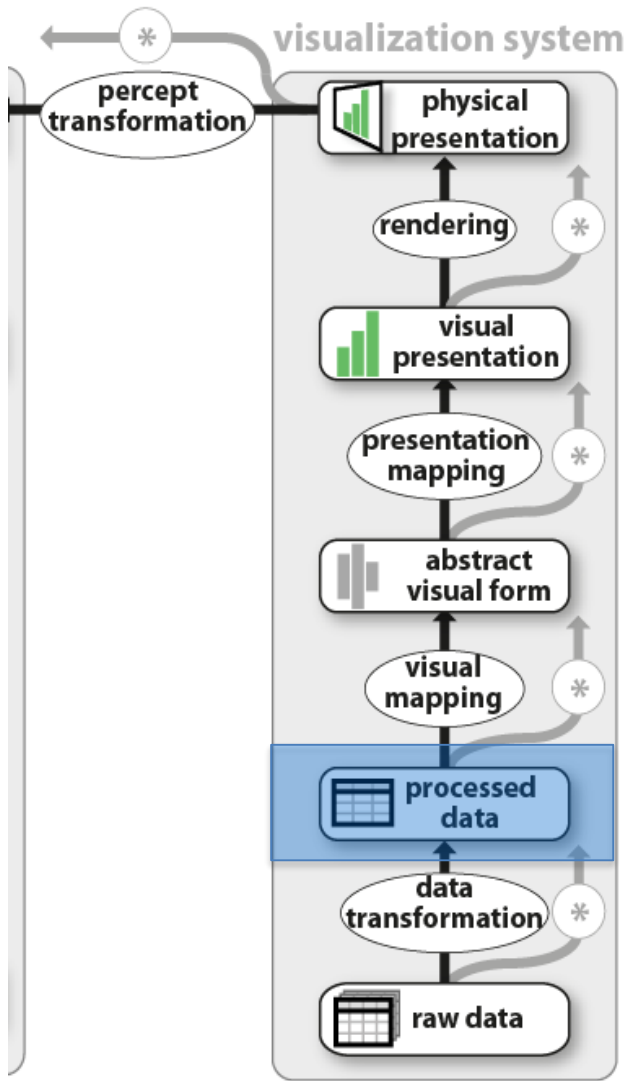 *
visualization system
percept
transformation
physical
presentation
rendering
*
visual
presentation
presentation
mapping
*
abstract
visual form
visual
mapping
*
processed
data
data
transformation
*
raw data